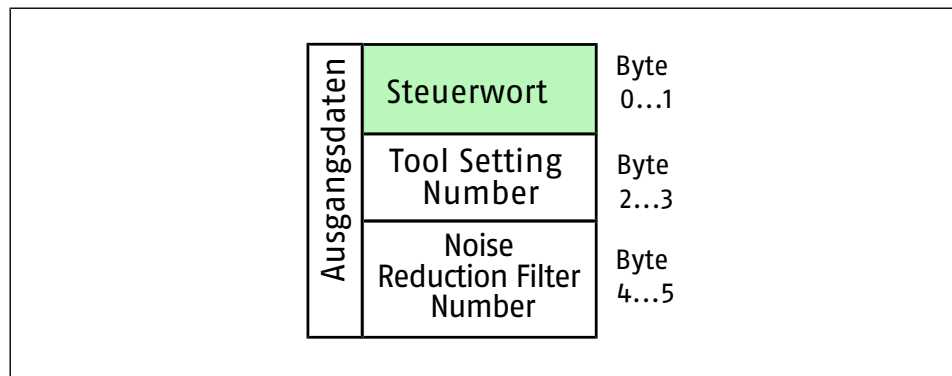 Ausgangsdaten
Steuerwort
Byte
0...1
Tool Setting
Number
Byte
2...3
Noise
Reduction Filter
Number
Byte
4...5